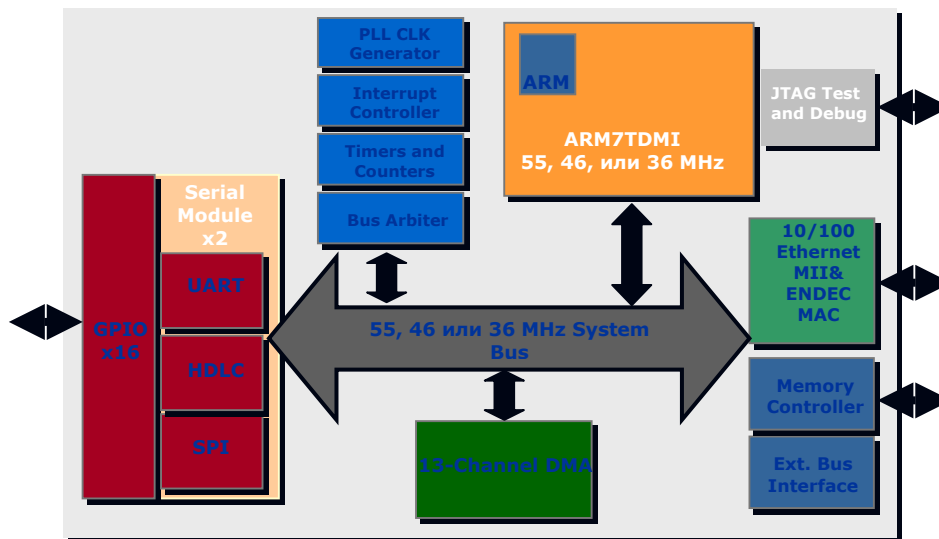 PLL CLK
Generator
Interrupt
Controller
Timers and
Counters
Bus Arbiter
ARM
ARM7TDMI
55, 46, или 36 MHz
JTAG Test
and Debug
Serial
Module
x2
UART
HDLC
SPI
GPIO
x16
55, 46 или 36 MHz System
Bus
13-Channel DMA
10/100
Ethernet
MII&
ENDEC
MAC
Memory
Controller
Ext. Bus
Interface